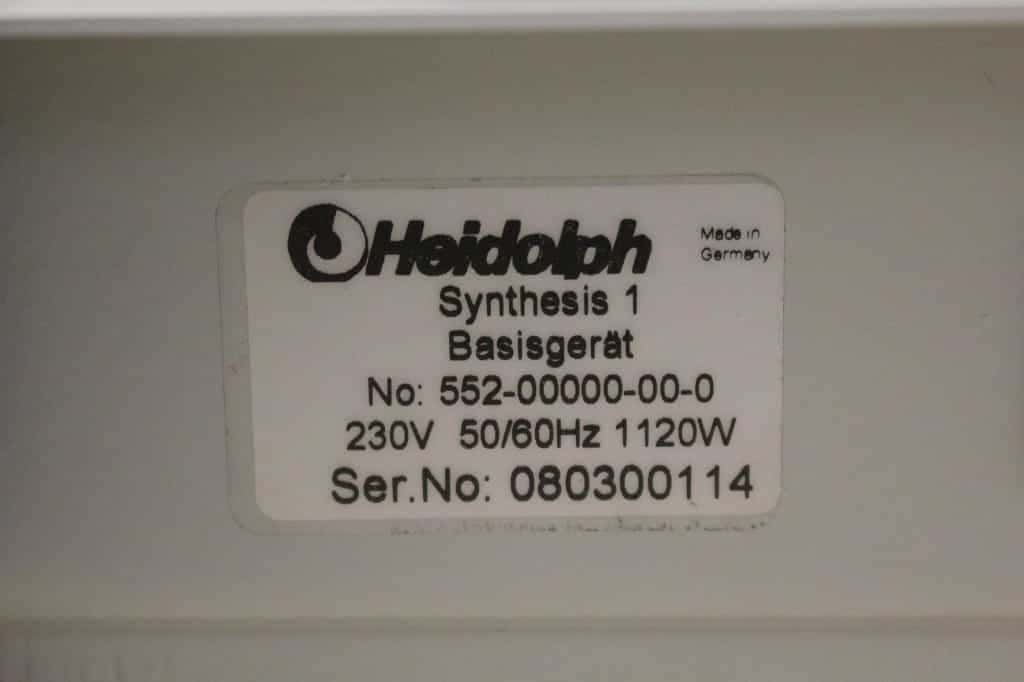 Heidolph
Made in
Germany
Synthesis 1
Basisgerät
No: 552-00000-00-0
230V 50/60Hz 1120W
Ser.No: 080300114